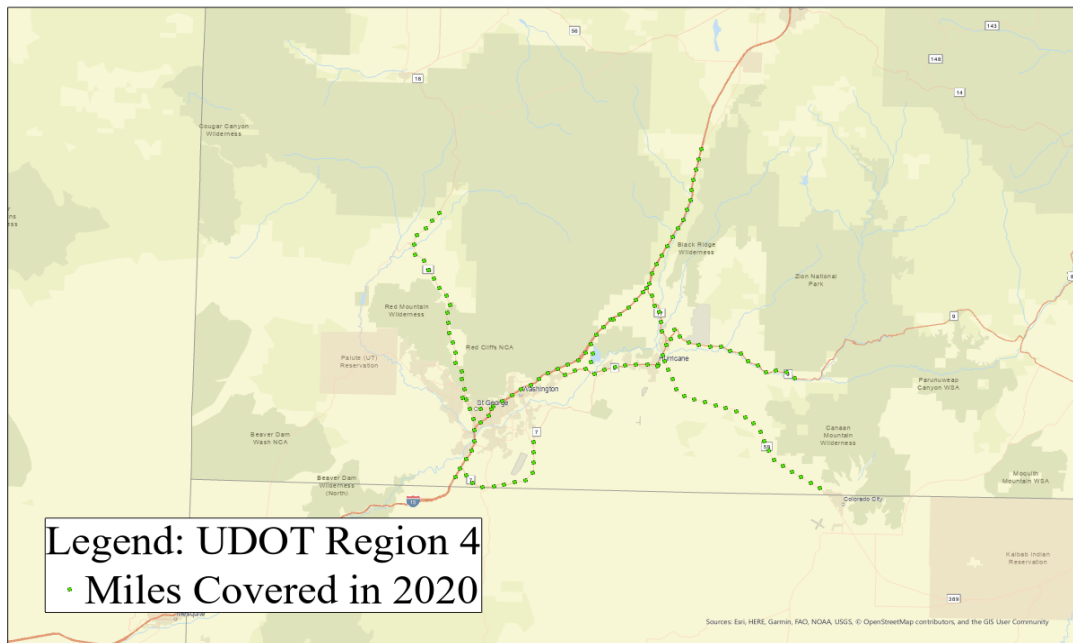 56
143
148
14
18
Cougar Canyon
Wilderness
Black Ridge
Wilderness
Zion National
Park
9
Red Mountain
Wilderness
Red Cliffs NCA
Paiute (UT)
Reservation
Washington
St George
Parunuweap
Canyon WSA
7
Beaver Dam
Wash NCA
Canaan
Mountain
Wilderness
59
Beaver Dam
Wilderness
(North)
7
15
Moquith
Mountain WSA
Colorado City
Legend: UDOT Region 4
Miles Covered in 2020
Kaibab Indian
Reservation
389
Sources: Esri, HERE, Garmin, FAO, NOAA, USGS, © OpenStreetMap contributors, and the GIS User Community